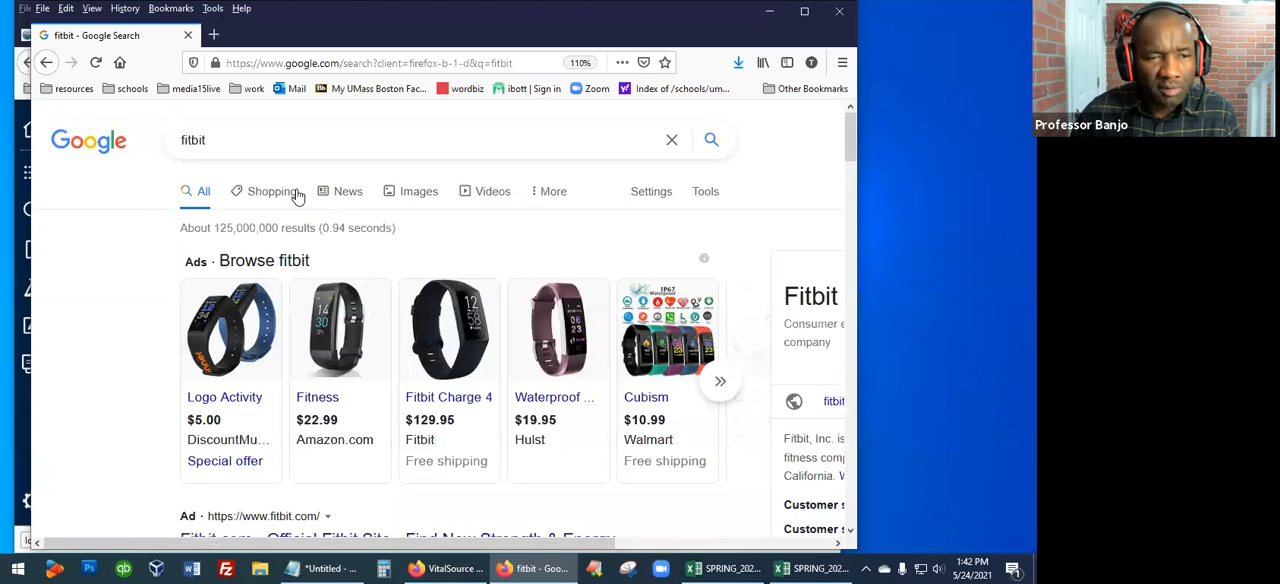 File Edit View History Bookmarks Tools Help
fitbit - Google Search
https://www.google.com/search?client=firefox-b-1-d&q=fitbit 110%
resources schools media15live work Mail My UMass Boston Fac... wordbiz ibott | Sign in Zoom Index of /schools/um... Other Bookmarks
Google fitbit
All Shopping News Images Videos More Settings Tools
About 125,000,000 results (0.94 seconds)
Ads · Browse fitbit
Logo Activity Fitness Fitbit Charge 4 Waterproof ... Cubism
$5.00 $22.99 $129.95 $19.95 $10.99
DiscountMu... Amazon.com Fitbit Hulst Walmart
Special offer Free shipping Free shipping
Ad · https://www.fitbit.com/
Fitbit
Consumer e
company
fitbit
Fitbit, Inc. is
fitness comp
California. W
Customer s
Customer s
Professor Banjo
*Untitled - ... VitalSource ... fitbit - Goo... SPRING_202... SPRING_202...
1:42 PM
5/24/2021